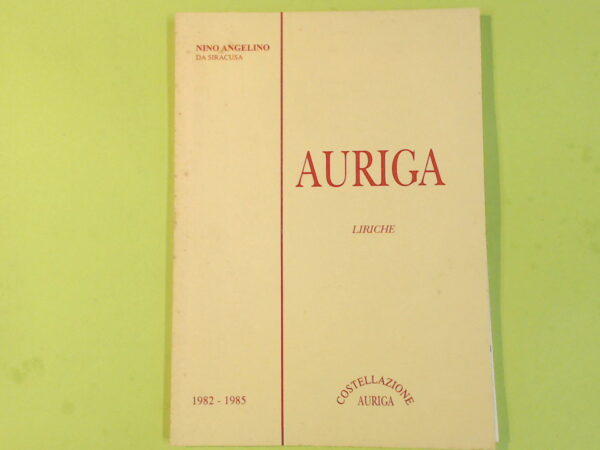 NINO ANGELINO
DA SIRACUSA
AURIGA
LIRICHE
1982 - 1985
COSTELLAZIONE
AURIGA